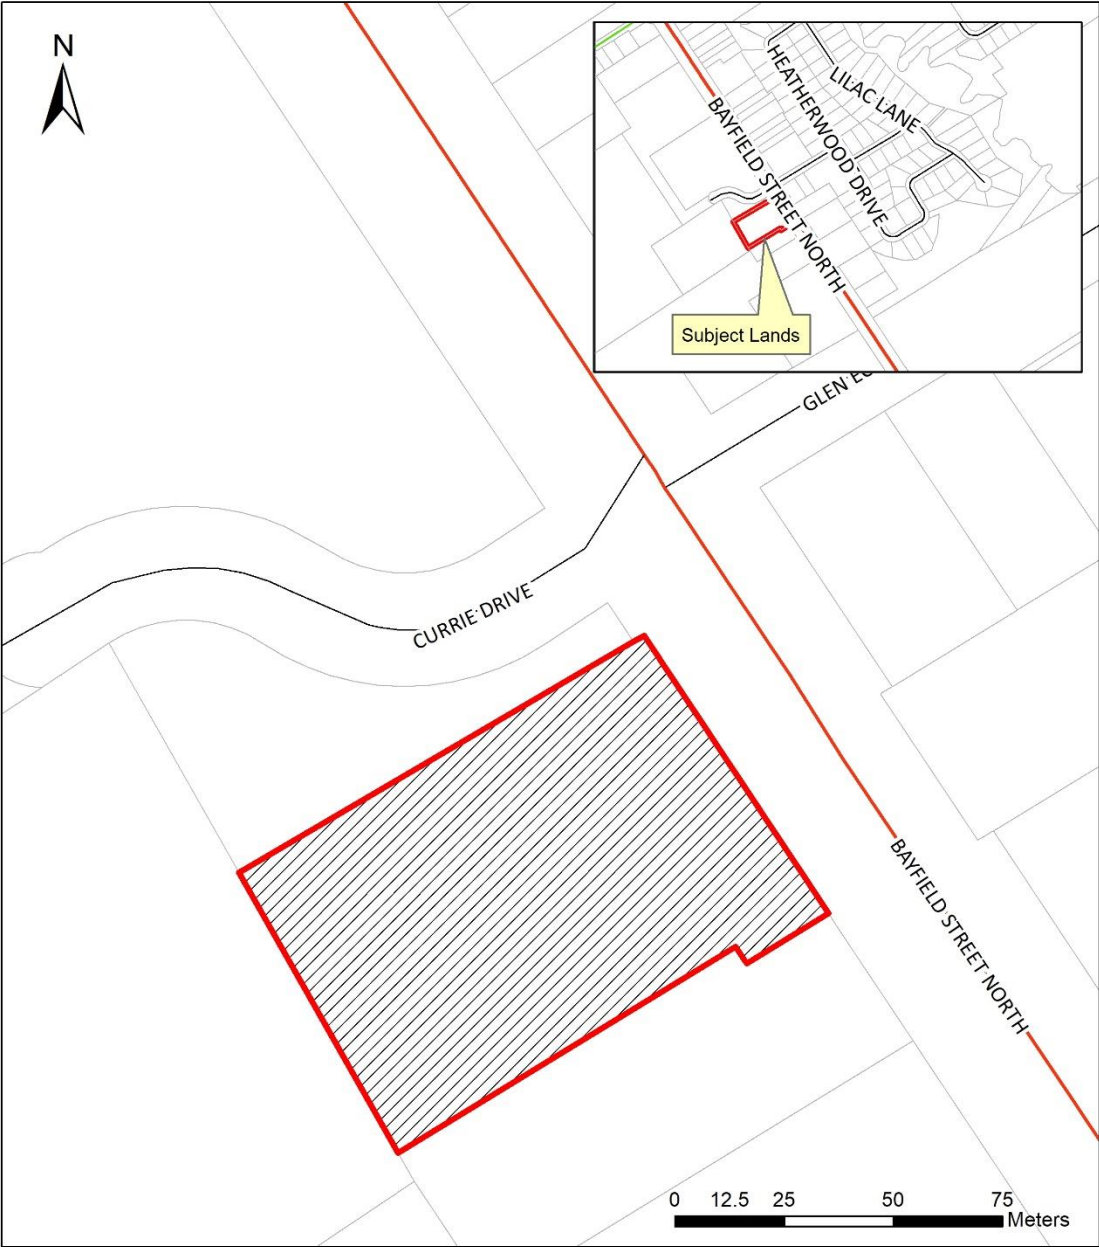 N
HEATHERWOOD DRIVE
LILAC LANE
BAYFIELD STREET NORTH
Subject Lands
GLEN
CURRIE DRIVE
BAYFIELD STREET NORTH
0 12.5 25 50 75
Meters